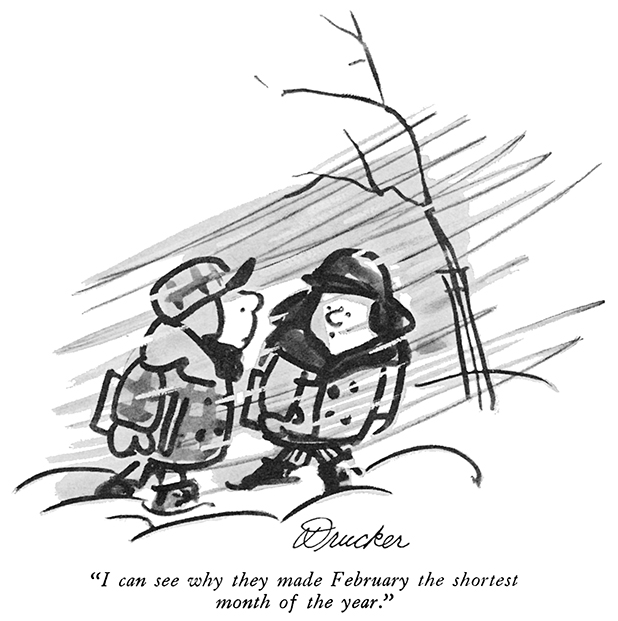 Drucker
“I can see why they made February the shortest
month of the year.”